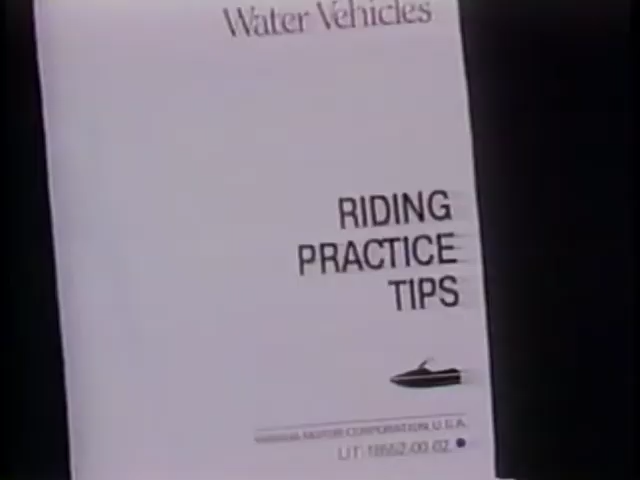 Water Vehicles
RIDING
PRACTICE
TIPS
YAMAHA MOTOR CORPORATION, U.S.A.
LIT-18552-00-02